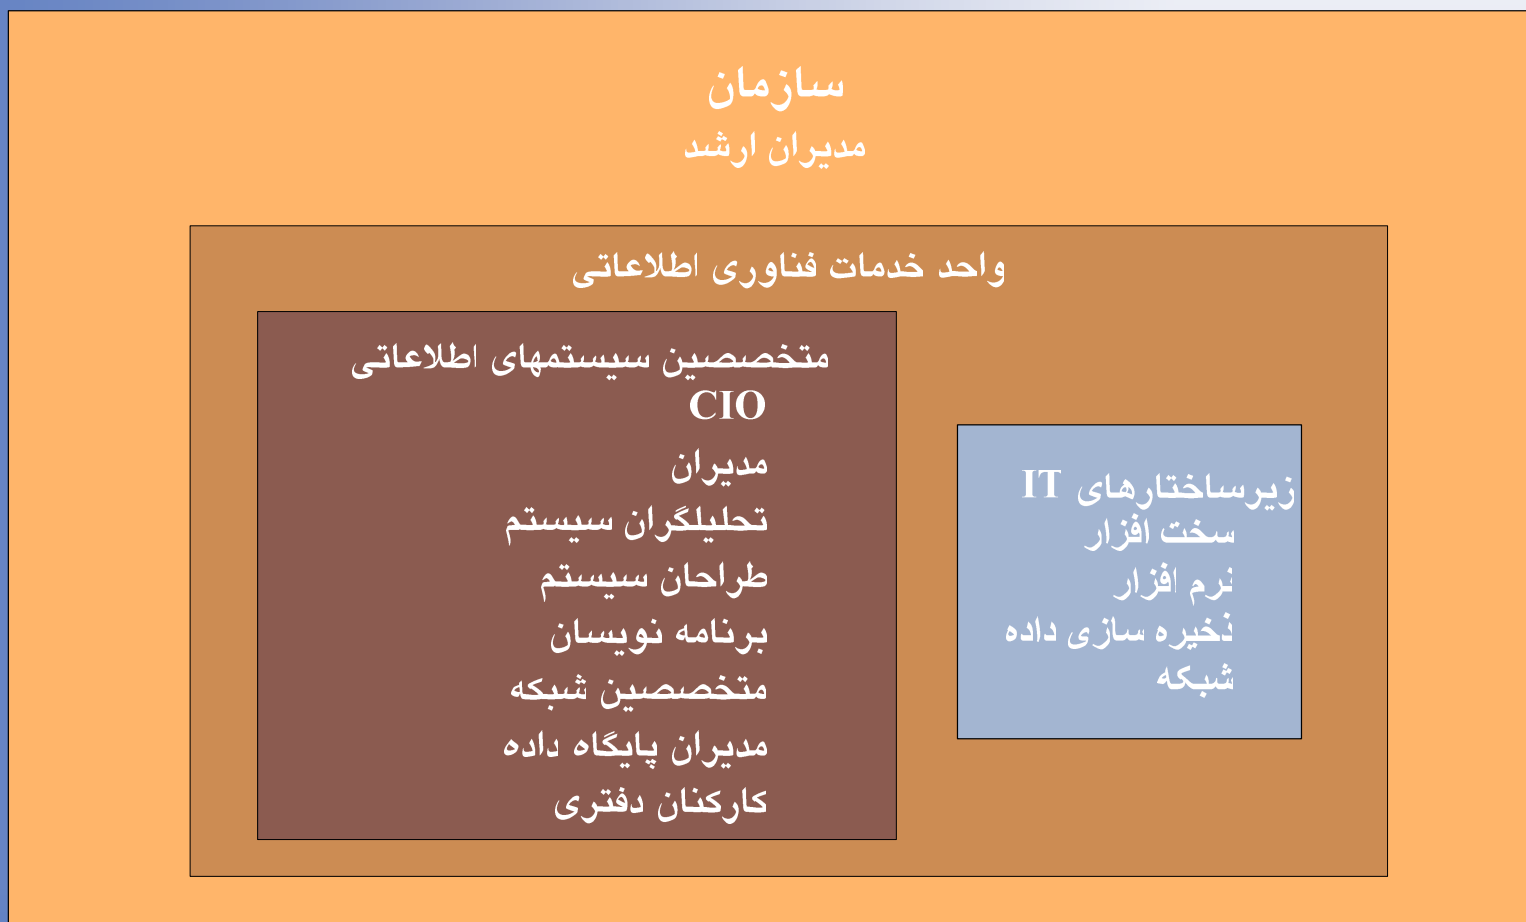 سازمان
مدیران ارشد
واحد خدمات فناوری اطلاعاتی
متخصصین سیستمهای اطلاعاتی
CIO
مدیران
تحلیلگران سیستم
طراحان سیستم
برنامه نویسان
متخصصین شبکه
مدیران پایگاه داده
کارکنان دفتری
زیرساختارهای IT
سخت افزار
نرم افزار
ذخیره سازی داده
شبکه